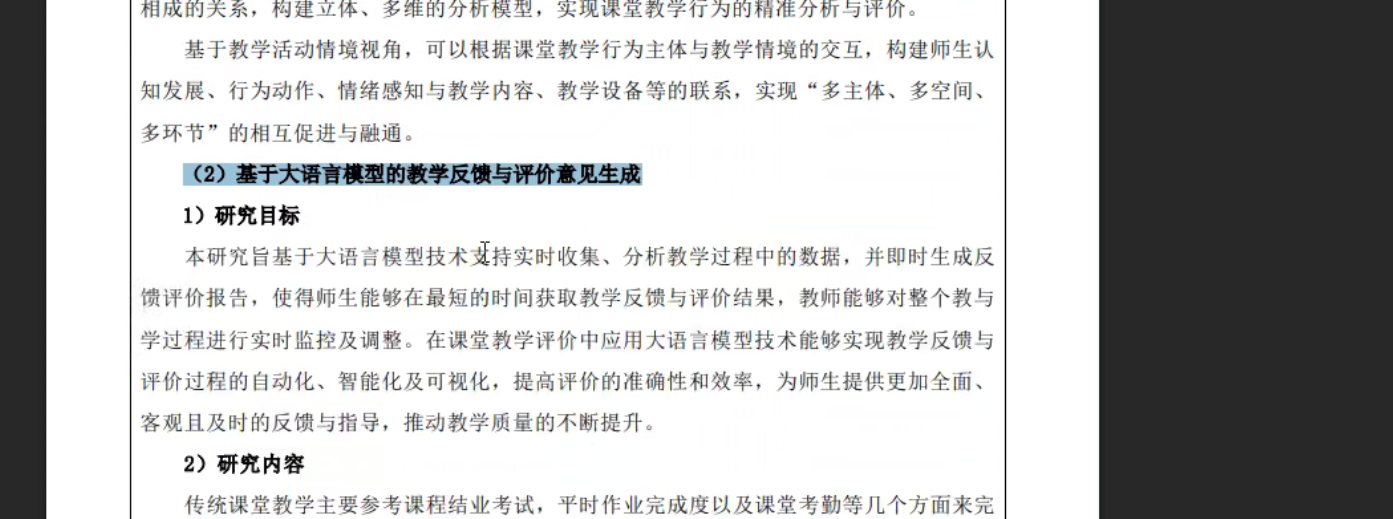 相成的关系，构建立体、多维的分析模型，实现课堂教学行为的精准分析与评价。
基于教学活动情境视角，可以根据课堂教学行为主体与教学情境的交互，构建师生认
知发展、行为动作、情绪感知与教学内容、教学设备等的联系，实现“多主体、多空间、
多环节”的相互促进与融通。
（2）基于大语言模型的教学反馈与评价意见生成
1）研究目标
本研究旨基于大语言模型技术支持实时收集、分析教学过程中的数据，并即时生成反
馈评价报告，使得师生能够在最短的时间获取教学反馈与评价结果，教师能够对整个教与
学过程进行实时监控及调整。在课堂教学评价中应用大语言模型技术能够实现教学反馈与
评价过程的自动化、智能化及可视化，提高评价的准确性和效率，为师生提供更加全面、
客观且及时的反馈与指导，推动教学质量的不断提升。
2）研究内容
传统课堂教学主要参考课程结业考试，平时作业完成度以及课堂考勤等几个方面来完